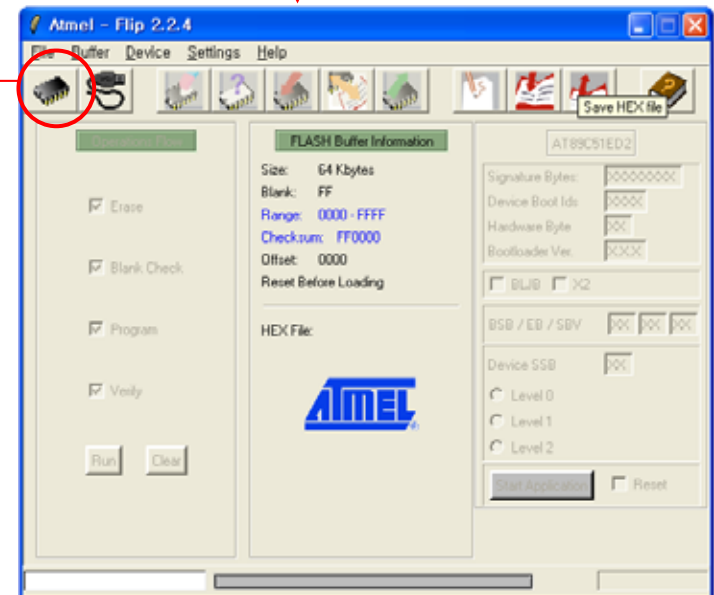 Atmel - Flip 2.2.4
File Buffer Device Settings Help
Save HEX file
Operations Flow
Erase
Blank Check
Program
Verify
Run Clear
FLASH Buffer Information
Size: 64 Kbytes
Blank: FF
Range: 0000 - FFFF
Checksum: FF0000
Offset: 0000
Reset Before Loading
HEX File:
ATMEL
AT89C51ED2
Signature Bytes: XXXXXXXX
Device Boot Ids XXXX
Hardware Byte XX
Bootloader Ver. XXX
BLJB X2
BSB / EB / SBV XX XX XX
Device SSB XX
Level 0
Level 1
Level 2
Start Application Reset